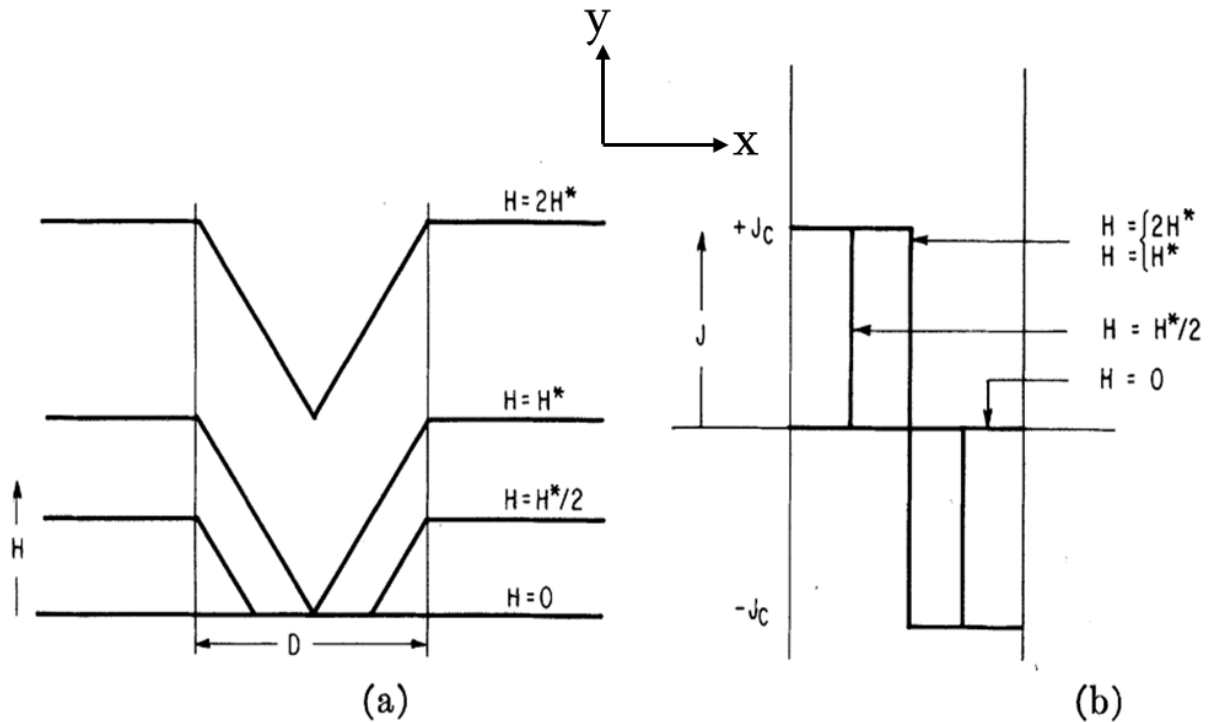 y
x
H=2H*
H=H*
H=H*/2
H=0
H
D
(a)
+Jc
J
-Jc
H={2H*
H={H*
H = H*/2
H = 0
(b)